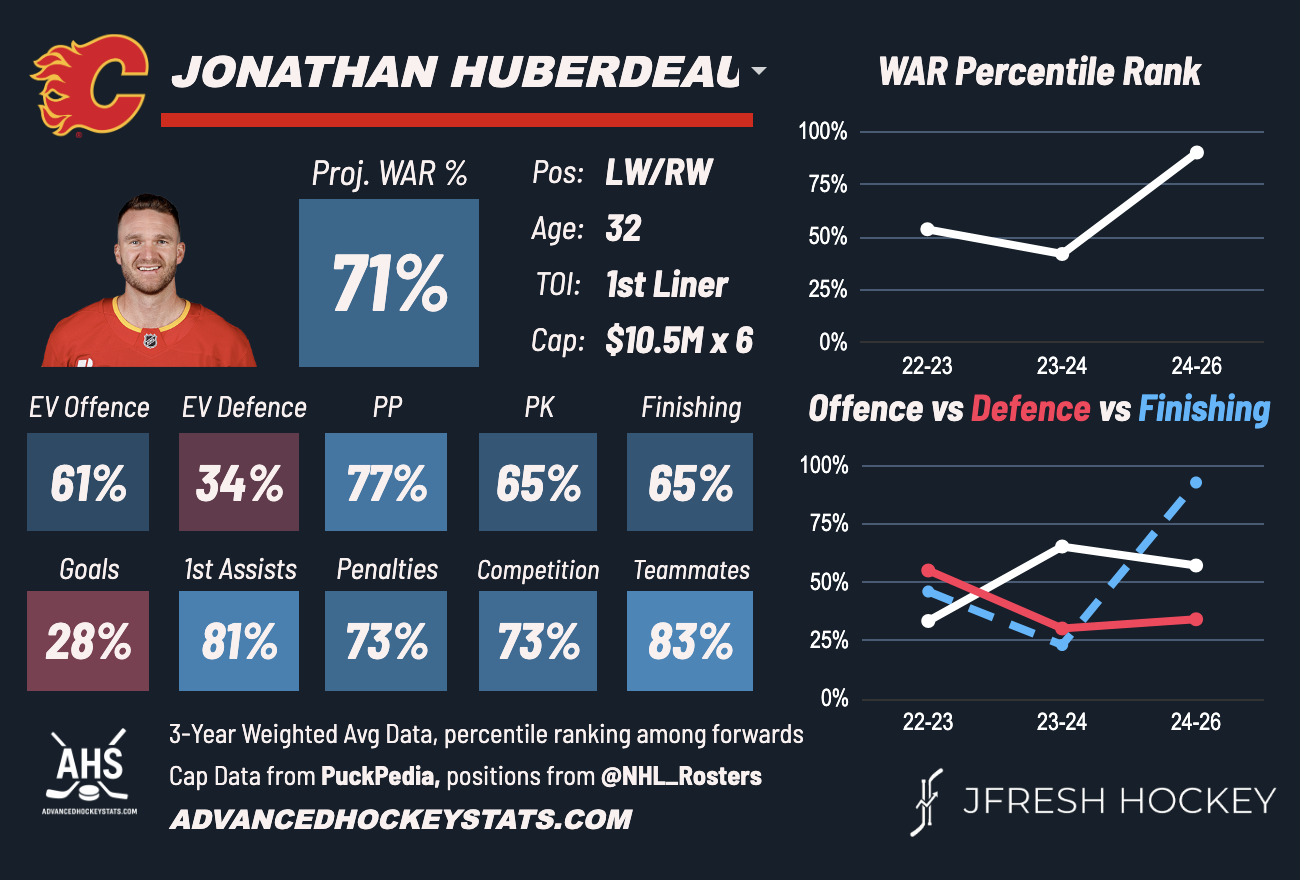 JONATHAN HUBERDEAU
Proj. WAR %
71%
Pos: LW/RW
Age: 32
TOI: 1st Liner
Cap: $10.5M x 6
EV Offence EV Defence PP PK Finishing
61% 34% 77% 65% 65%
Goals 1st Assists Penalties Competition Teammates
28% 81% 73% 73% 83%
AHS
ADVANCEDHOCKEYSTATS.COM
3-Year Weighted Avg Data, percentile ranking among forwards
Cap Data from PuckPedia, positions from @NHL_Rosters
ADVANCEDHOCKEYSTATS.COM
WAR Percentile Rank
100%
75%
50%
25%
0%
22-23 23-24 24-26
Offence vs Defence vs Finishing
100%
75%
50%
25%
0%
22-23 23-24 24-26
JFRESH HOCKEY